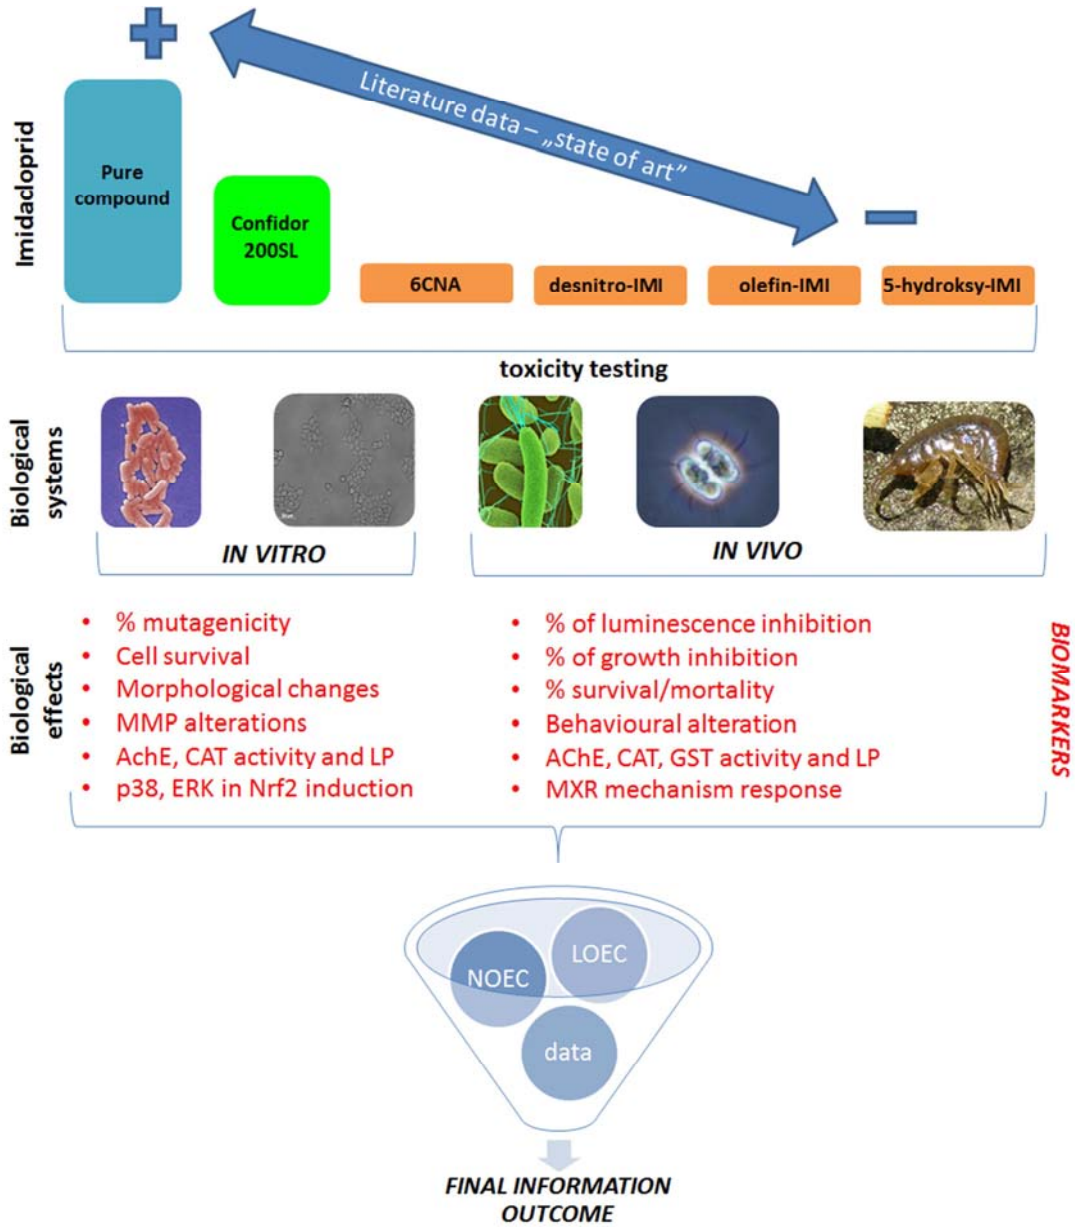 Literature data – „state of art”
Imidadoprid
Pure
compound
Confidor
200SL
6CNA
desnitro-IMI
olefin-IMI
5-hydroksy-IMI
toxicity testing
Biological
systems
IN VITRO
IN VIVO
Biological
effects
• % mutagenicity
• Cell survival
• Morphological changes
• MMP alterations
• AchE, CAT activity and LP
• p38, ERK in Nrf2 induction
• % of luminescence inhibition
• % of growth inhibition
• % survival/mortality
• Behavioural alteration
• AChE, CAT, GST activity and LP
• MXR mechanism response
BIOMARKERS
NOEC
LOEC
data
FINAL INFORMATION
OUTCOME